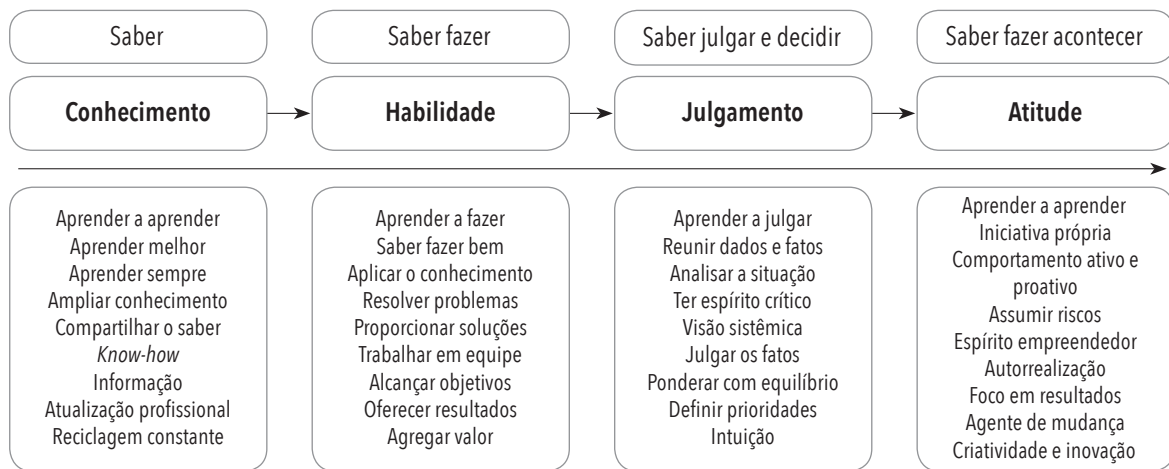 Saber
Saber fazer
Saber julgar e decidir
Saber fazer acontecer
Conhecimento
Habilidade
Julgamento
Atitude
Aprender a aprender
Aprender melhor
Aprender sempre
Ampliar conhecimento
Compartilhar o saber
Know-how
Informação
Atualização profissional
Reciclagem constante
Aprender a fazer
Saber fazer bem
Aplicar o conhecimento
Resolver problemas
Proporcionar soluções
Trabalhar em equipe
Alcançar objetivos
Oferecer resultados
Agregar valor
Aprender a julgar
Reunir dados e fatos
Analisar a situação
Ter espírito crítico
Visão sistêmica
Julgar os fatos
Ponderar com equilíbrio
Definir prioridades
Intuição
Aprender a aprender
Iniciativa própria
Comportamento ativo e
proativo
Assumir riscos
Espírito empreendedor
Autorrealização
Foco em resultados
Agente de mudança
Criatividade e inovação